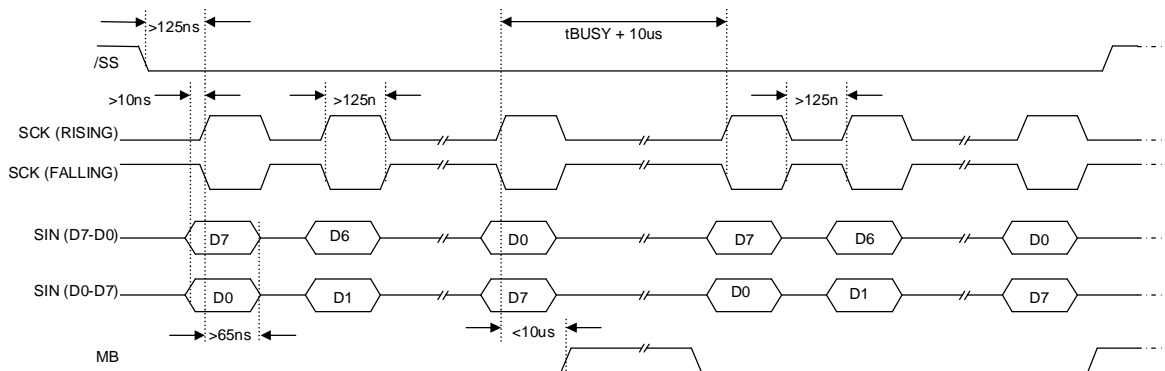 >125ns
tBUSY + 10us
/SS
>10ns
>125n
>125n
SCK (RISING)
SCK (FALLING)
SIN (D7-D0) D7 D6 D0 D7 D6 D0
SIN (D0-D7) D0 D1 D7 D0 D1 D7
>65ns
<10us
MB